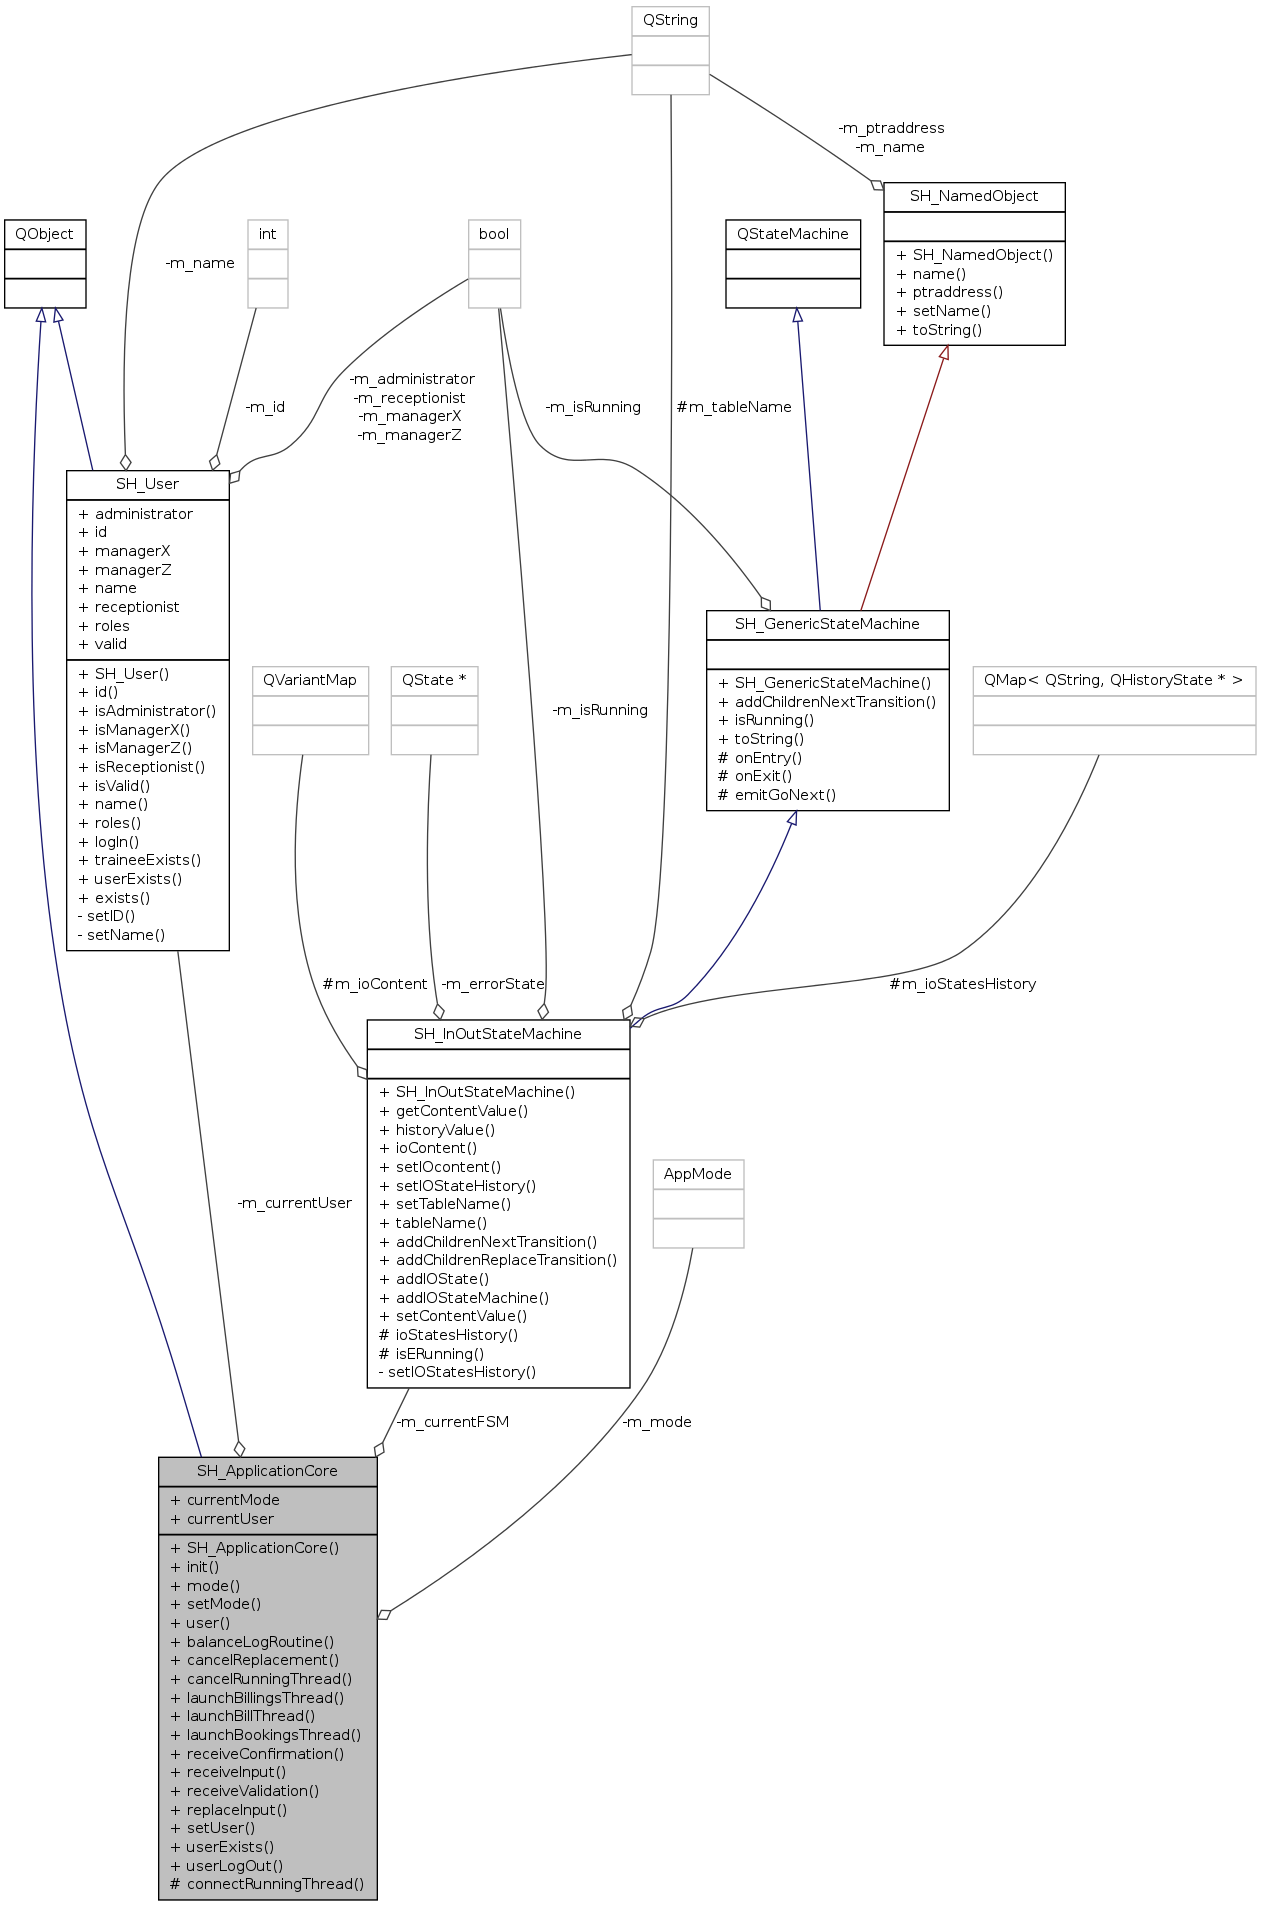 QString
-m_ptraddress
-m_name
SH_NamedObject
+ SH_NamedObject()
+ name()
+ ptraddress()
+ setName()
+ toString()
QObject
int
bool
QStateMachine
-m_name
-m_id
-m_administrator
-m_receptionist
-m_managerX
-m_managerZ
-m_isRunning
#m_tableName
SH_User
+ administrator
+ id
+ managerX
+ managerZ
+ name
+ receptionist
+ roles
+ valid
+ SH_User()
+ id()
+ isAdministrator()
+ isManagerX()
+ isManagerZ()
+ isReceptionist()
+ isValid()
+ name()
+ roles()
+ logIn()
+ traineeExists()
+ userExists()
+ exists()
- setID()
- setName()
QVariantMap
QState *
-m_isRunning
SH_GenericStateMachine
+ SH_GenericStateMachine()
+ addChildrenNextTransition()
+ isRunning()
+ toString()
# onEntry()
# onExit()
# emitGoNext()
QMap< QString, QHistoryState * >
#m_ioContent
-m_errorState
#m_ioStatesHistory
SH_InOutStateMachine
+ SH_InOutStateMachine()
+ getContentValue()
+ historyValue()
+ ioContent()
+ setIOcontent()
+ setIOStateHistory()
+ setTableName()
+ tableName()
+ addChildrenNextTransition()
+ addChildrenReplaceTransition()
+ addIOState()
+ addIOStateMachine()
+ setContentValue()
# ioStatesHistory()
# isERunning()
- setIOStatesHistory()
AppMode
-m_currentUser
-m_currentFSM
-m_mode
SH_ApplicationCore
+ currentMode
+ currentUser
+ SH_ApplicationCore()
+ init()
+ mode()
+ setMode()
+ user()
+ balanceLogRoutine()
+ cancelReplacement()
+ cancelRunningThread()
+ launchBillingsThread()
+ launchBillThread()
+ launchBookingsThread()
+ receiveConfirmation()
+ receiveInput()
+ receiveValidation()
+ replaceInput()
+ setUser()
+ userExists()
+ userLogOut()
# connectRunningThread()